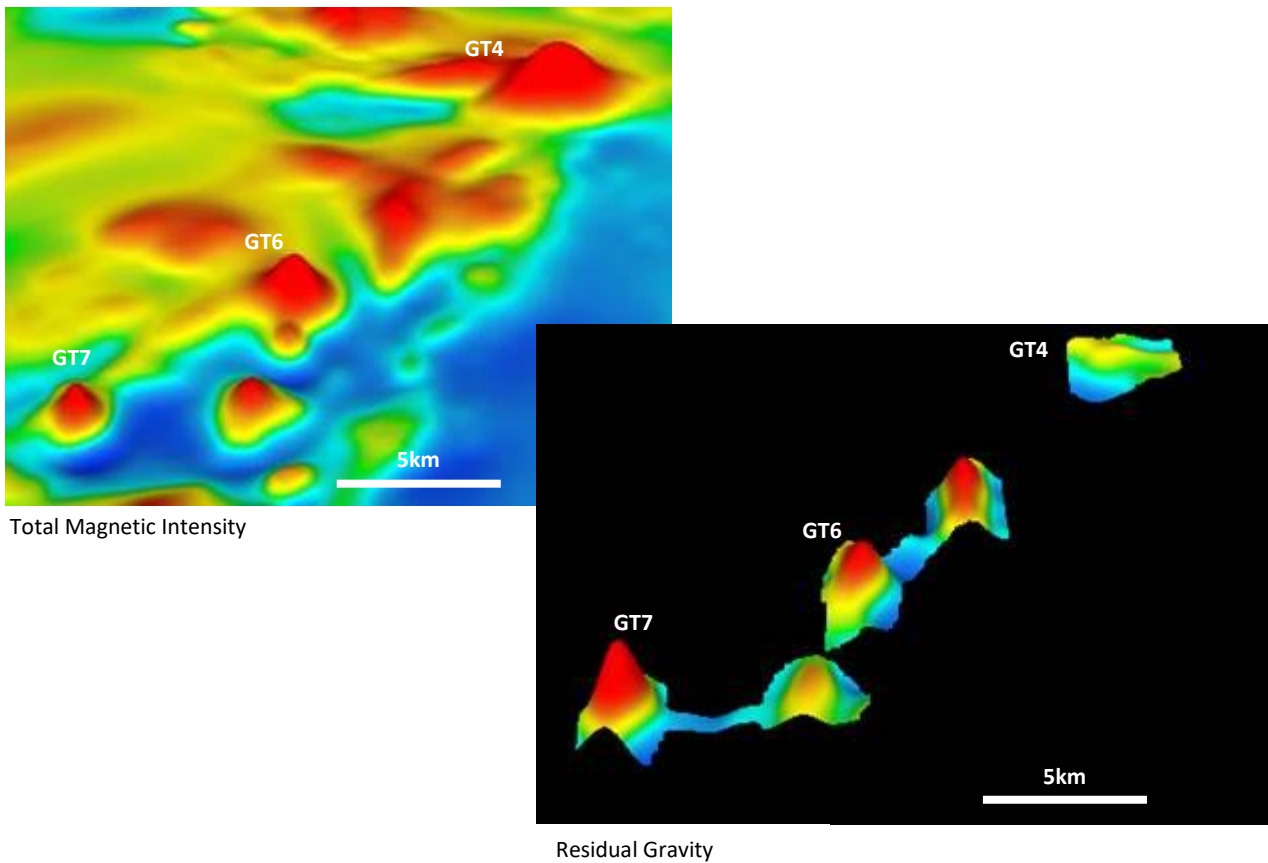 GT4
GT6
GT7
5km
Total Magnetic Intensity
GT4
GT6
GT7
5km
Residual Gravity